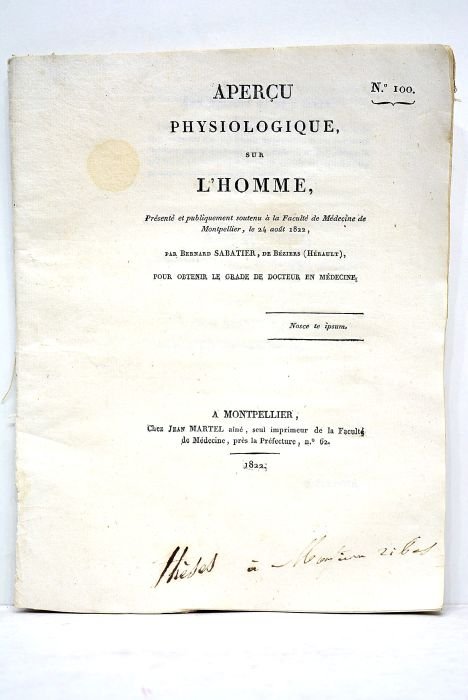 APERÇU
N.º 100.
PHYSIOLOGIQUE,
SUR
L'HOMME,
Présenté et publiquement soutenu à la Faculté de Médecine de
Montpellier, le 24 août 1822,
PAR BERNARD SABATIER, DE BÉZIERS (HÉRAULT),
POUR OBTENIR LE GRADE DE DOCTEUR EN MÉDECINE.
Nosce te ipsum.
A MONTPELLIER,
Chez JEAN MARTEL aîné, seul imprimeur de la Faculté
de Médecine, près la Préfecture, n.º 62.
1822.
thèses à